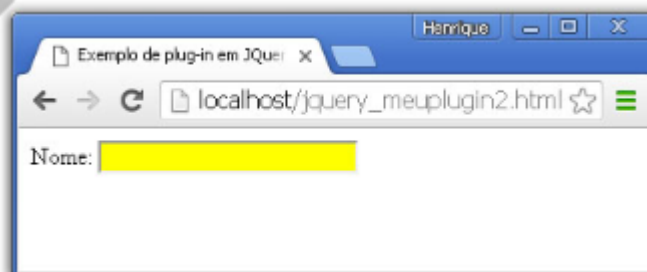 Henrique
Exemplo de plug-in em JQuer
localhost/jquery_meuplugin2.html
Nome: